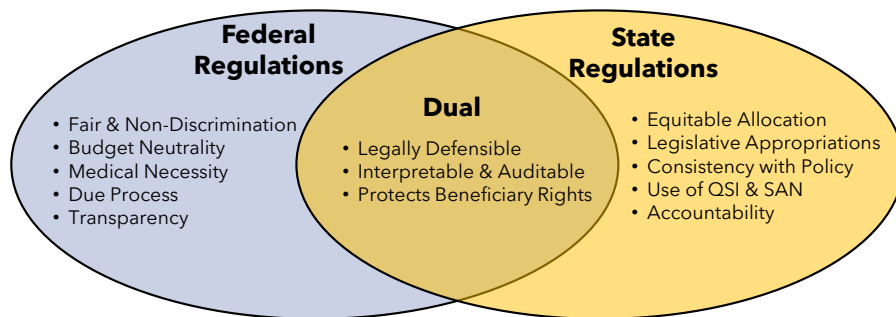 Federal
Regulations
• Fair & Non-Discrimination
• Budget Neutrality
• Medical Necessity
• Due Process
• Transparency
Dual
• Legally Defensible
• Interpretable & Auditable
• Protects Beneficiary Rights
State
Regulations
• Equitable Allocation
• Legislative Appropriations
• Consistency with Policy
• Use of QSI & SAN
• Accountability